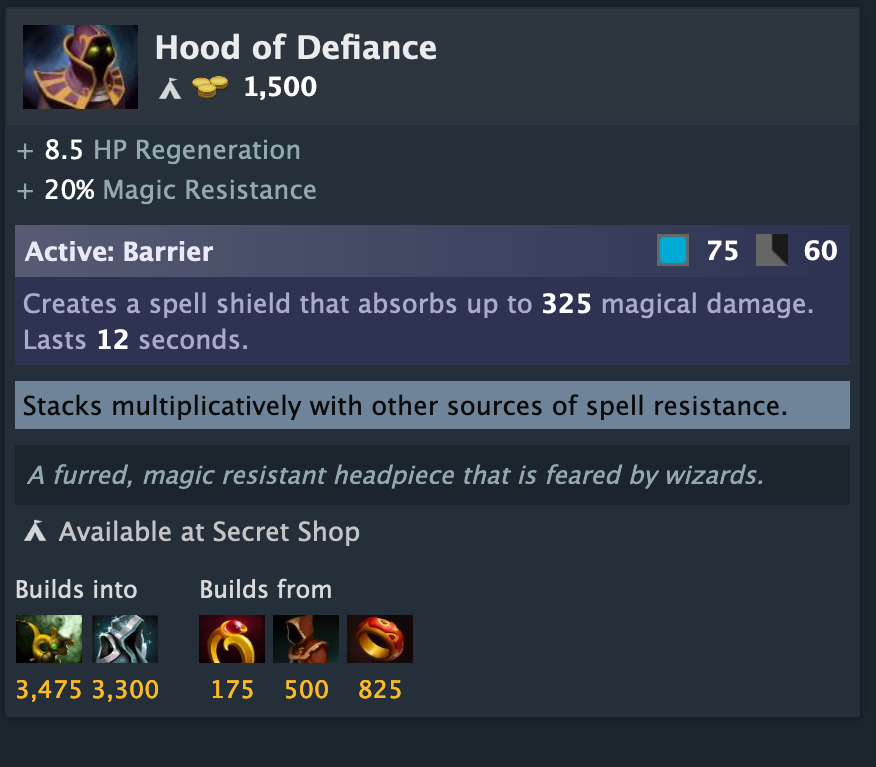 Hood of Defiance
1,500
+ 8.5 HP Regeneration
+ 20% Magic Resistance
Active: Barrier 75 60
Creates a spell shield that absorbs up to 325 magical damage.
Lasts 12 seconds.
Stacks multiplicatively with other sources of spell resistance.
A furred, magic resistant headpiece that is feared by wizards.
Available at Secret Shop
Builds into Builds from
3,475 3,300 175 500 825